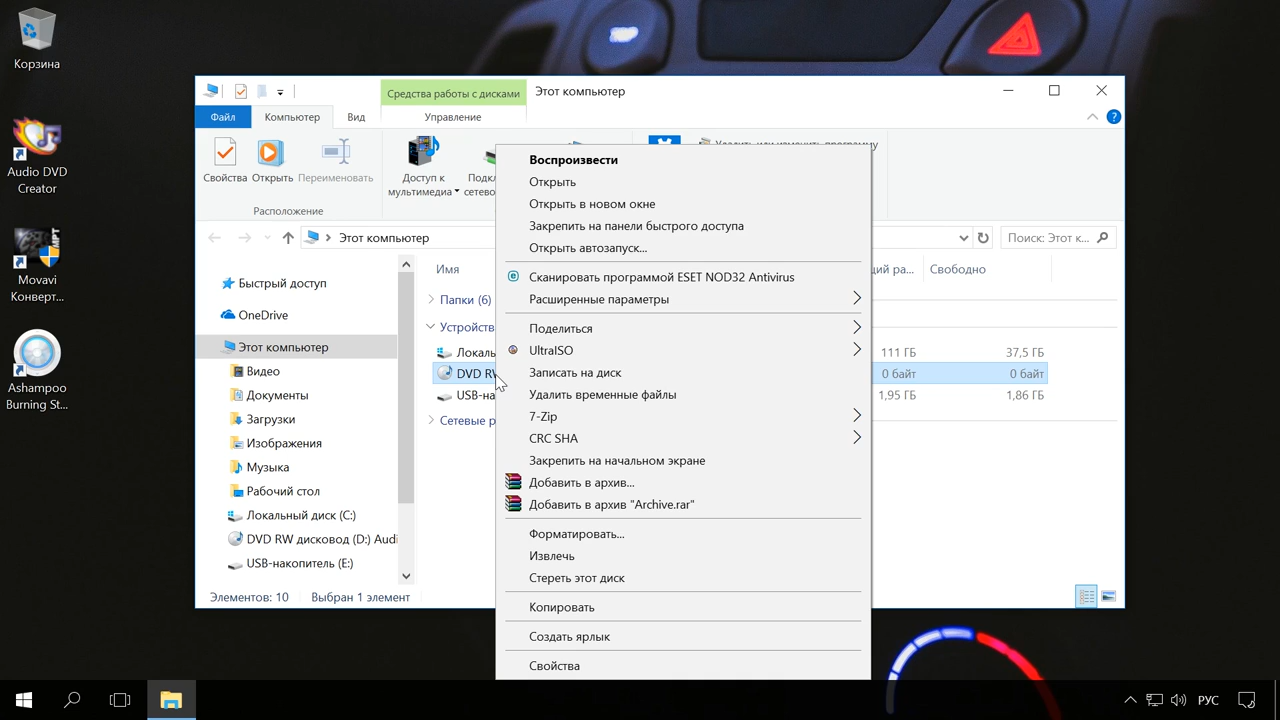 Корзина
Audio DVD
Creator
Movavi
Конверт...
Ashampoo
Burning St...
Средства работы с дисками
Этот компьютер
Файл
Компьютер
Вид
Управление
Свойства
Открыть
Переименовать
Доступ к
мультимедиа
Расположение
Этот компьютер
Поиск: Этот к...
Быстрый доступ
OneDrive
Этот компьютер
Видео
Документы
Загрузки
Изображения
Музыка
Рабочий стол
Локальный диск (C:)
DVD RW дисковод (D:) Audi
USB-накопитель (E:)
Имя
Свободно
Папки (6)
Устройств
Локаль
111 ГБ
37,5 ГБ
DVD RW
0 байт
0 байт
USB-на
1,95 ГБ
1,86 ГБ
Сетевые р
Воспроизвести
Открыть
Открыть в новом окне
Закрепить на панели быстрого доступа
Открыть автозапуск...
Сканировать программой ESET NOD32 Antivirus
Расширенные параметры
Поделиться
UltraISO
Записать на диск
Удалить временные файлы
7-Zip
CRC SHA
Закрепить на начальном экране
Добавить в архив...
Добавить в архив "Archive.rar"
Форматировать...
Извлечь
Стереть этот диск
Копировать
Создать ярлык
Свойства
Элементов: 10
Выбран 1 элемент
РУС